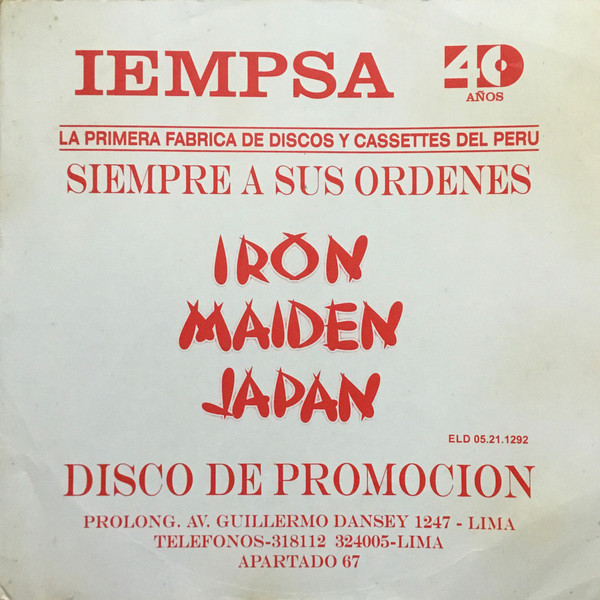 IEMPSA 40
AÑOS
LA PRIMERA FABRICA DE DISCOS Y CASSETTES DEL PERU
SIEMPRE A SUS ORDENES
IRON
MAIDEN
JAPAN
ELD 05.21.1292
DISCO DE PROMOCION
PROLONG. AV. GUILLERMO DANSEY 1247 - LIMA
TELEFONOS-318112 324005-LIMA
APARTADO 67